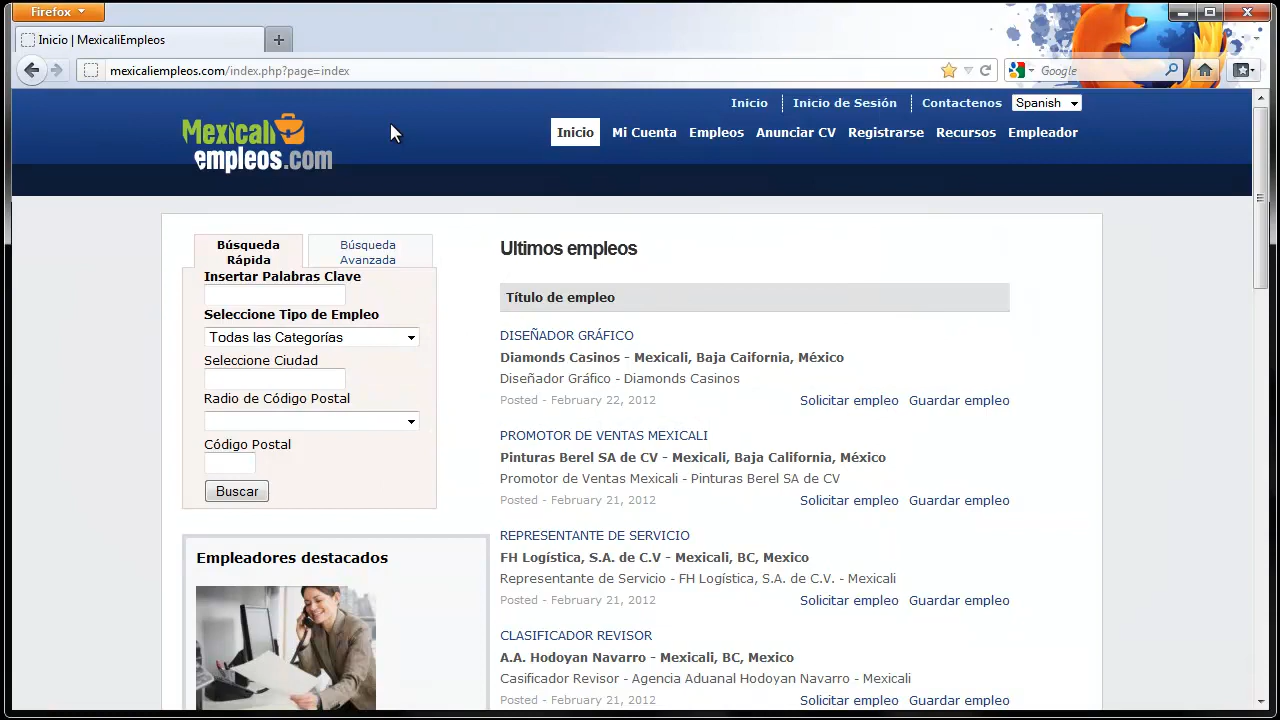 Firefox
Inicio | MexicaliEmpleos
mexicaliempleos.com/index.php?page=index
Google
Inicio
Inicio de Sesión
Contactenos
Spanish
Mexicali
empleos.com
Inicio
Mi Cuenta
Empleos
Anunciar CV
Registrarse
Recursos
Empleador
Búsqueda
Rápida
Búsqueda
Avanzada
Insertar Palabras Clave
Seleccione Tipo de Empleo
Todas las Categorías
Seleccione Ciudad
Radio de Código Postal
Código Postal
Buscar
Empleadores destacados
Ultimos empleos
Título de empleo
DISEÑADOR GRÁFICO
Diamonds Casinos - Mexicali, Baja Caifornia, México
Diseñador Gráfico - Diamonds Casinos
Posted - February 22, 2012
Solicitar empleo
Guardar empleo
PROMOTOR DE VENTAS MEXICALI
Pinturas Berel SA de CV - Mexicali, Baja California, México
Promotor de Ventas Mexicali - Pinturas Berel SA de CV
Posted - February 21, 2012
Solicitar empleo
Guardar empleo
REPRESENTANTE DE SERVICIO
FH Logística, S.A. de C.V - Mexicali, BC, Mexico
Representante de Servicio - FH Logística, S.A. de C.V. - Mexicali
Posted - February 21, 2012
Solicitar empleo
Guardar empleo
CLASIFICADOR REVISOR
A.A. Hodoyan Navarro - Mexicali, BC, Mexico
Casificador Revisor - Agencia Aduanal Hodoyan Navarro - Mexicali
Posted - February 21, 2012
Solicitar empleo
Guardar empleo